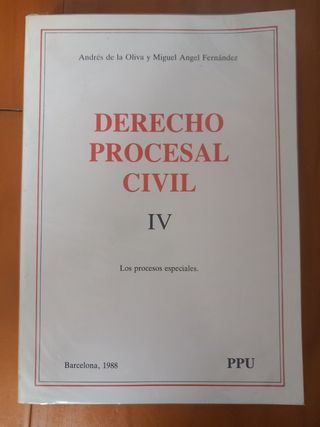 Andrés de la Oliva y Miguel Angel Fernández
DERECHO
PROCESAL
CIVIL
IV
Los procesos especiales.
Barcelona, 1988
PPU